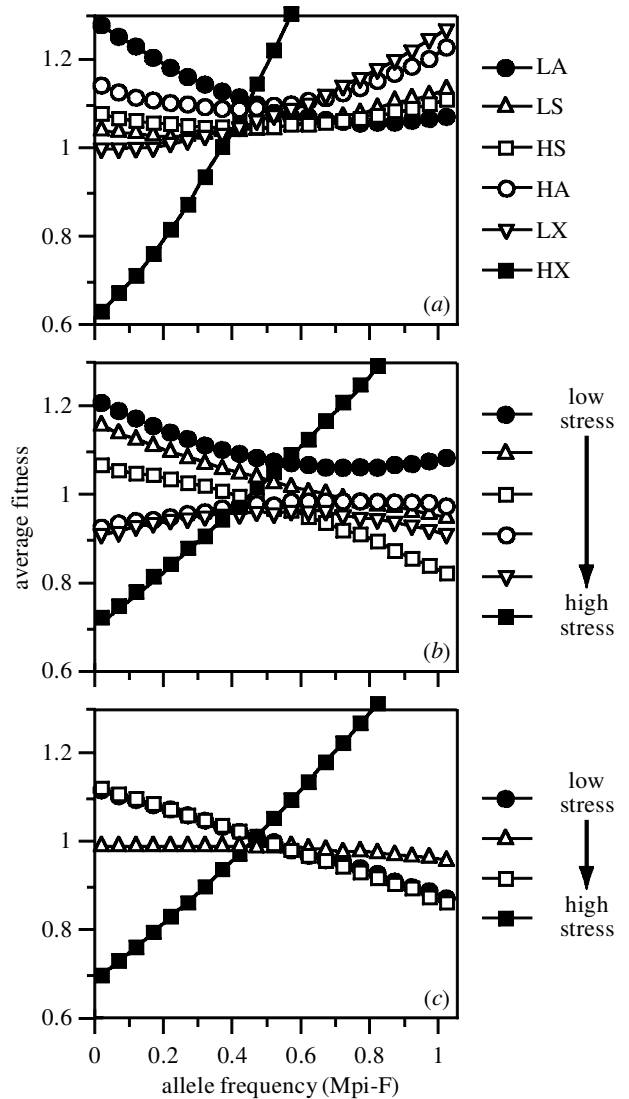 1.2
1
0.8
0.6
(a)
LA
LS
HS
HA
LX
HX
1.2
1
0.8
0.6
(b)
low
stress
high
stress
average fitness
1.2
1
0.8
0.6
(c)
low
stress
high
stress
0
0.2
0.4
0.6
0.8
1
allele frequency (Mpi-F)